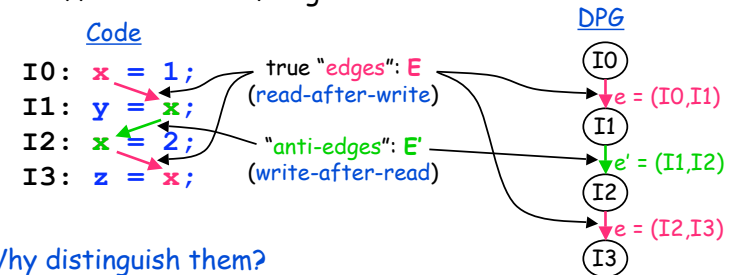 Code
DPG
I0: x = 1;
I1: y = x;
I2: x = 2;
I3: z = x;
true “edges”: E
(read-after-write)
“anti-edges”: E’
(write-after-read)
I0
e = (I0,I1)
I1
e’ = (I1,I2)
I2
e = (I2,I3)
I3
hy distinguish them?